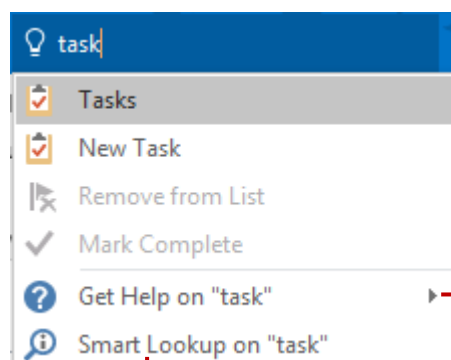 task
Tasks
New Task
Remove from List
Mark Complete
Get Help on "task"
Smart Lookup on "task"